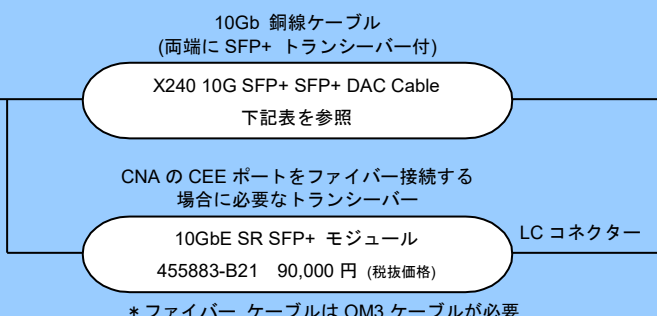 10Gb 銅線ケーブル
(両端に SFP+ トランシーバー付)
X240 10G SFP+ SFP+ DAC Cable
下記表を参照
CNA の CEE ポートをファイバー接続する
場合に必要なトランシーバー
10GbE SR SFP+ モジュール
LC コネクター
455883-B21 90,000 円 (税抜価格)
* ファイバー ケーブルは OM3 ケーブルが必要